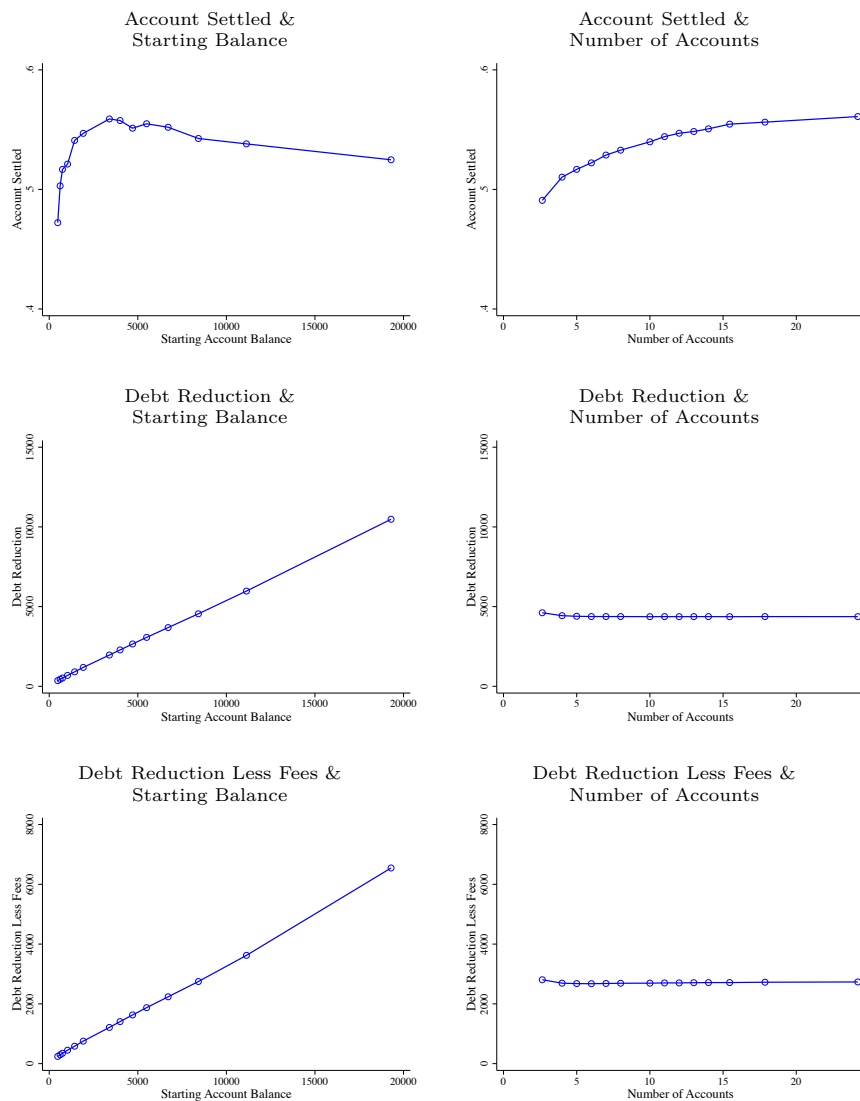 Account Settled &
Starting Balance
.6
.5
.4
Account Settled
0 5000 10000 15000 20000
Starting Account Balance
Account Settled &
Number of Accounts
.6
.5
.4
Account Settled
0 5 10 15 20
Number of Accounts
Debt Reduction &
Starting Balance
15000
10000
5000
0
Debt Reduction
0 5000 10000 15000 20000
Starting Account Balance
Debt Reduction &
Number of Accounts
15000
10000
5000
0
Debt Reduction
0 5 10 15 20
Number of Accounts
Debt Reduction Less Fees &
Starting Balance
8000
6000
4000
2000
0
Debt Reduction Less Fees
0 5000 10000 15000 20000
Starting Account Balance
Debt Reduction Less Fees &
Number of Accounts
8000
6000
4000
2000
0
Debt Reduction Less Fees
0 5 10 15 20
Number of Accounts